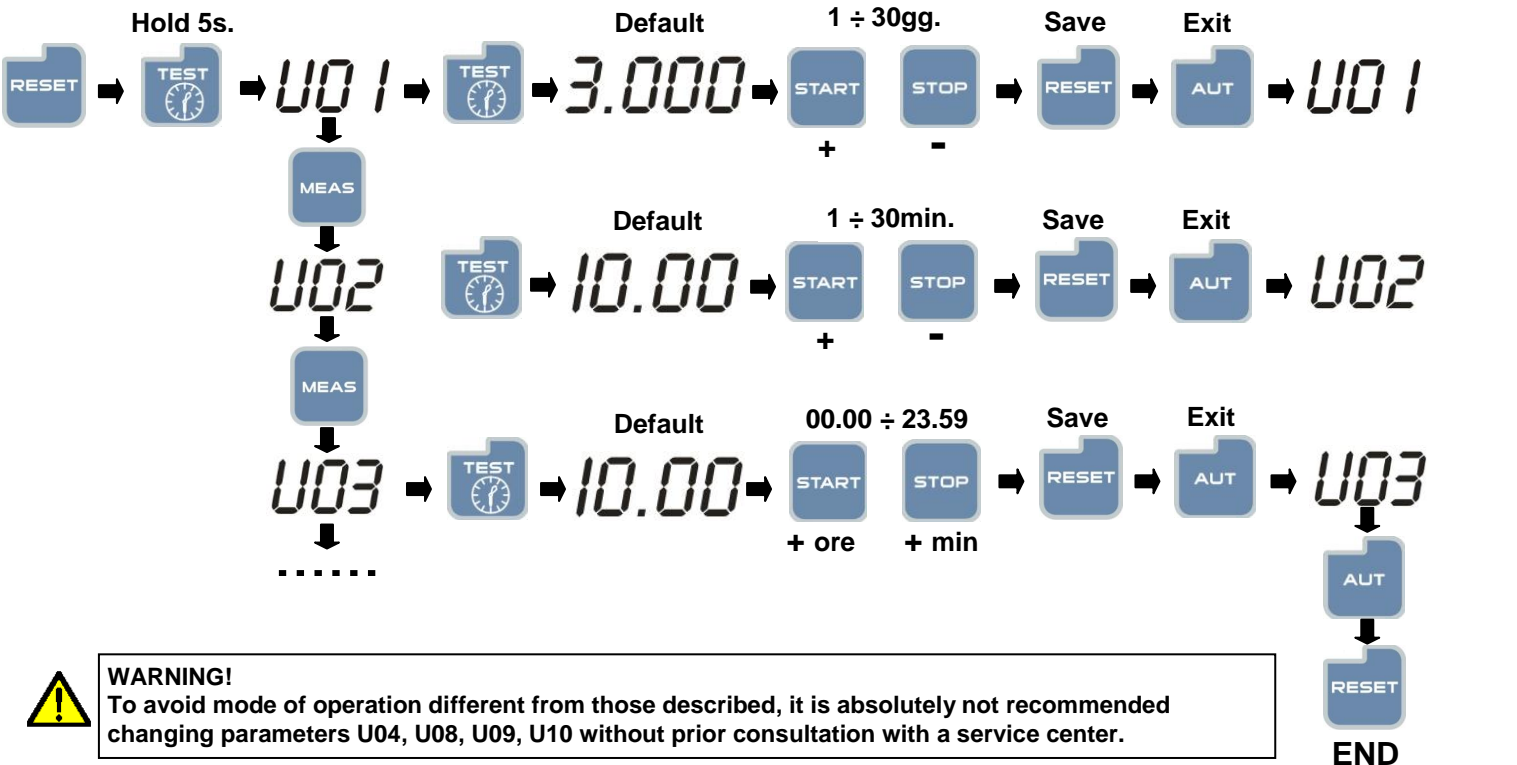 Hold 5s. Default 1 ÷ 30gg. Save Exit
RESET TEST U01 TEST 3.000 START STOP RESET AUT U01
+ -
MEAS
Default 1 ÷ 30min. Save Exit
U02 TEST 10.00 START STOP RESET AUT U02
+ -
MEAS
Default 00.00 ÷ 23.59 Save Exit
U03 TEST 10.00 START STOP RESET AUT U03
+ ore + min
......
AUT
WARNING!
To avoid mode of operation different from those described, it is absolutely not recommended
changing parameters U04, U08, U09, U10 without prior consultation with a service center.
RESET
END